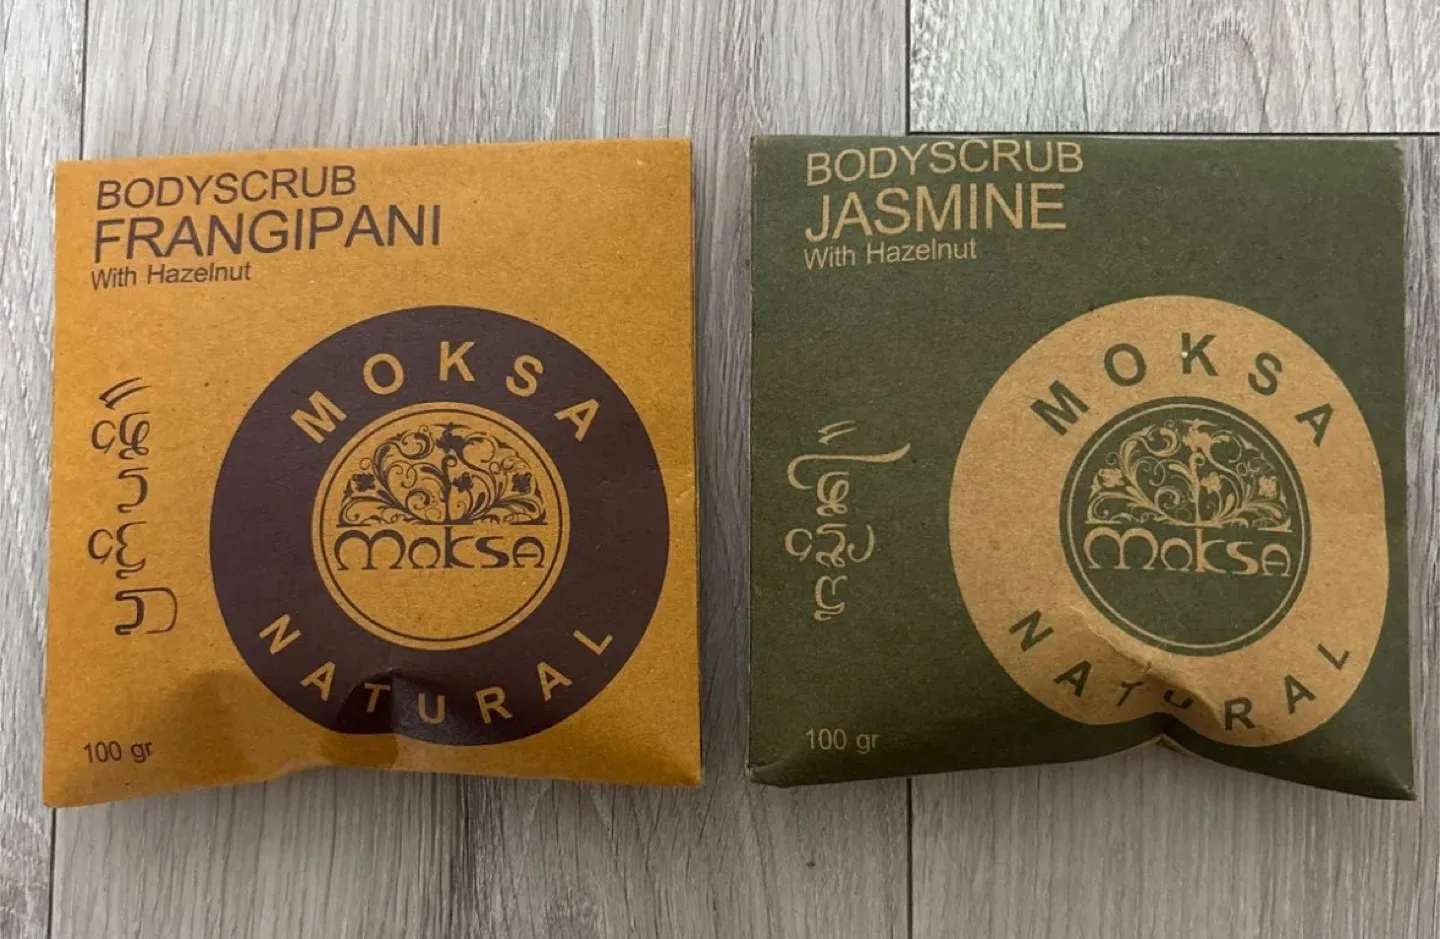 BODYSCRUB
FRANGIPANI
With Hazelnut
MOKSA
moksa
NATURAL
100 gr
BODYSCRUB
JASMINE
With Hazelnut
MOKSA
moksa
NATURAL
100 gr